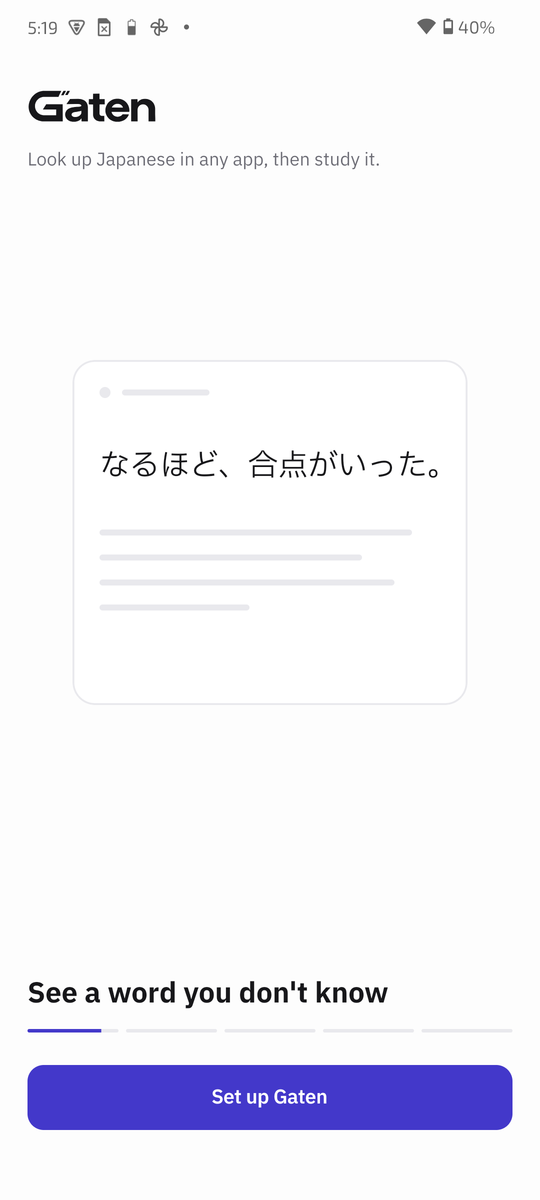 5:19
40%
Gaten
Look up Japanese in any app, then study it.
なるほど、合点がいった。
See a word you don't know
Set up Gaten